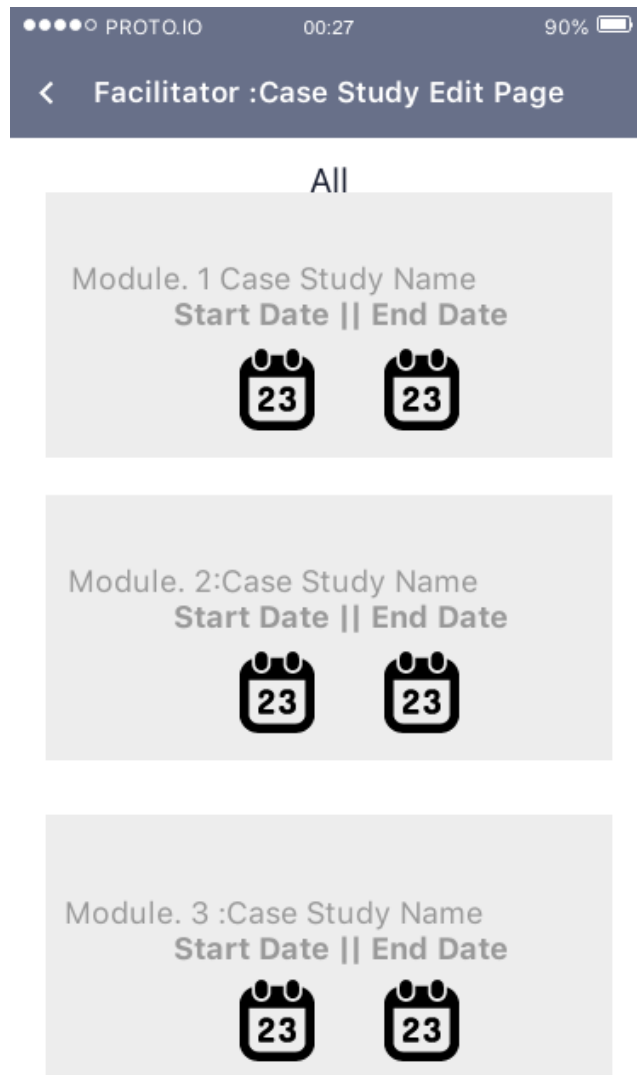 PROTO.IO 00:27 90%
Facilitator :Case Study Edit Page
All
Module. 1 Case Study Name
Start Date || End Date
23 23
Module. 2:Case Study Name
Start Date || End Date
23 23
Module. 3 :Case Study Name
Start Date || End Date
23 23